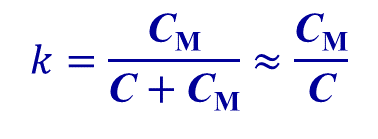 k = C_M / (C + C_M) ≈ C_M / C